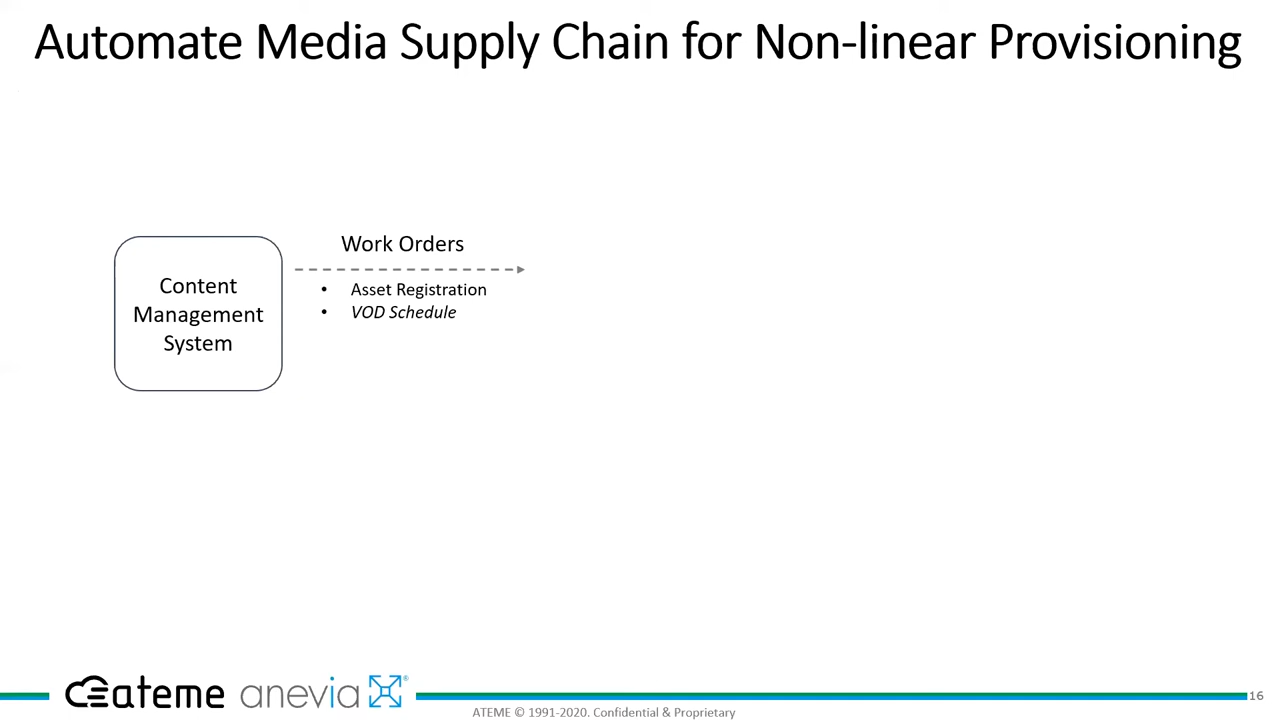 Automate Media Supply Chain for Non-linear Provisioning
Work Orders
Content
Management
System
• Asset Registration
• VOD Schedule
ateme anevia
16
ATEME © 1991-2020. Confidential & Proprietary